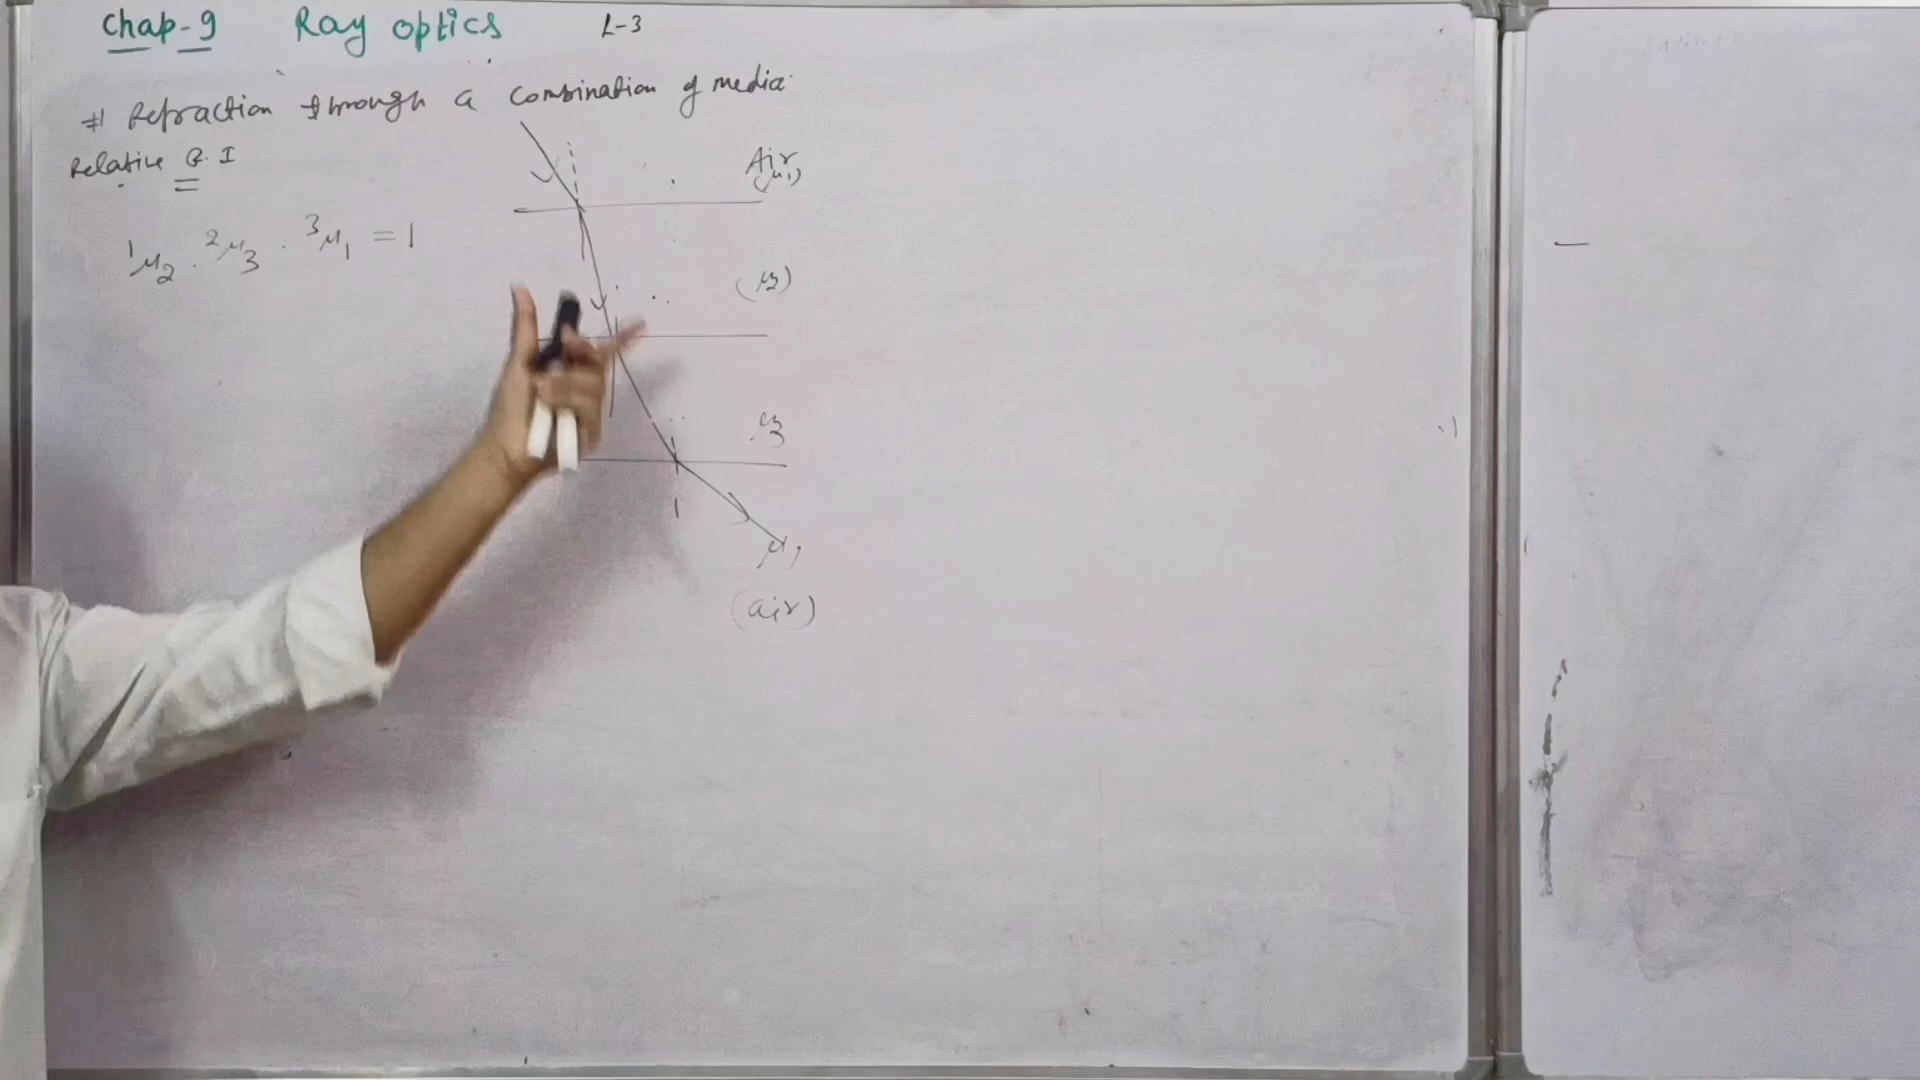 Chap-9 Ray optics L-3
# Refraction through a combination of media
Relative R.I
¹μ₂ . ²μ₃ . ³μ₁ = 1
Air
(μ₁)
(μ₂)
μ₃
μ₁
(air)